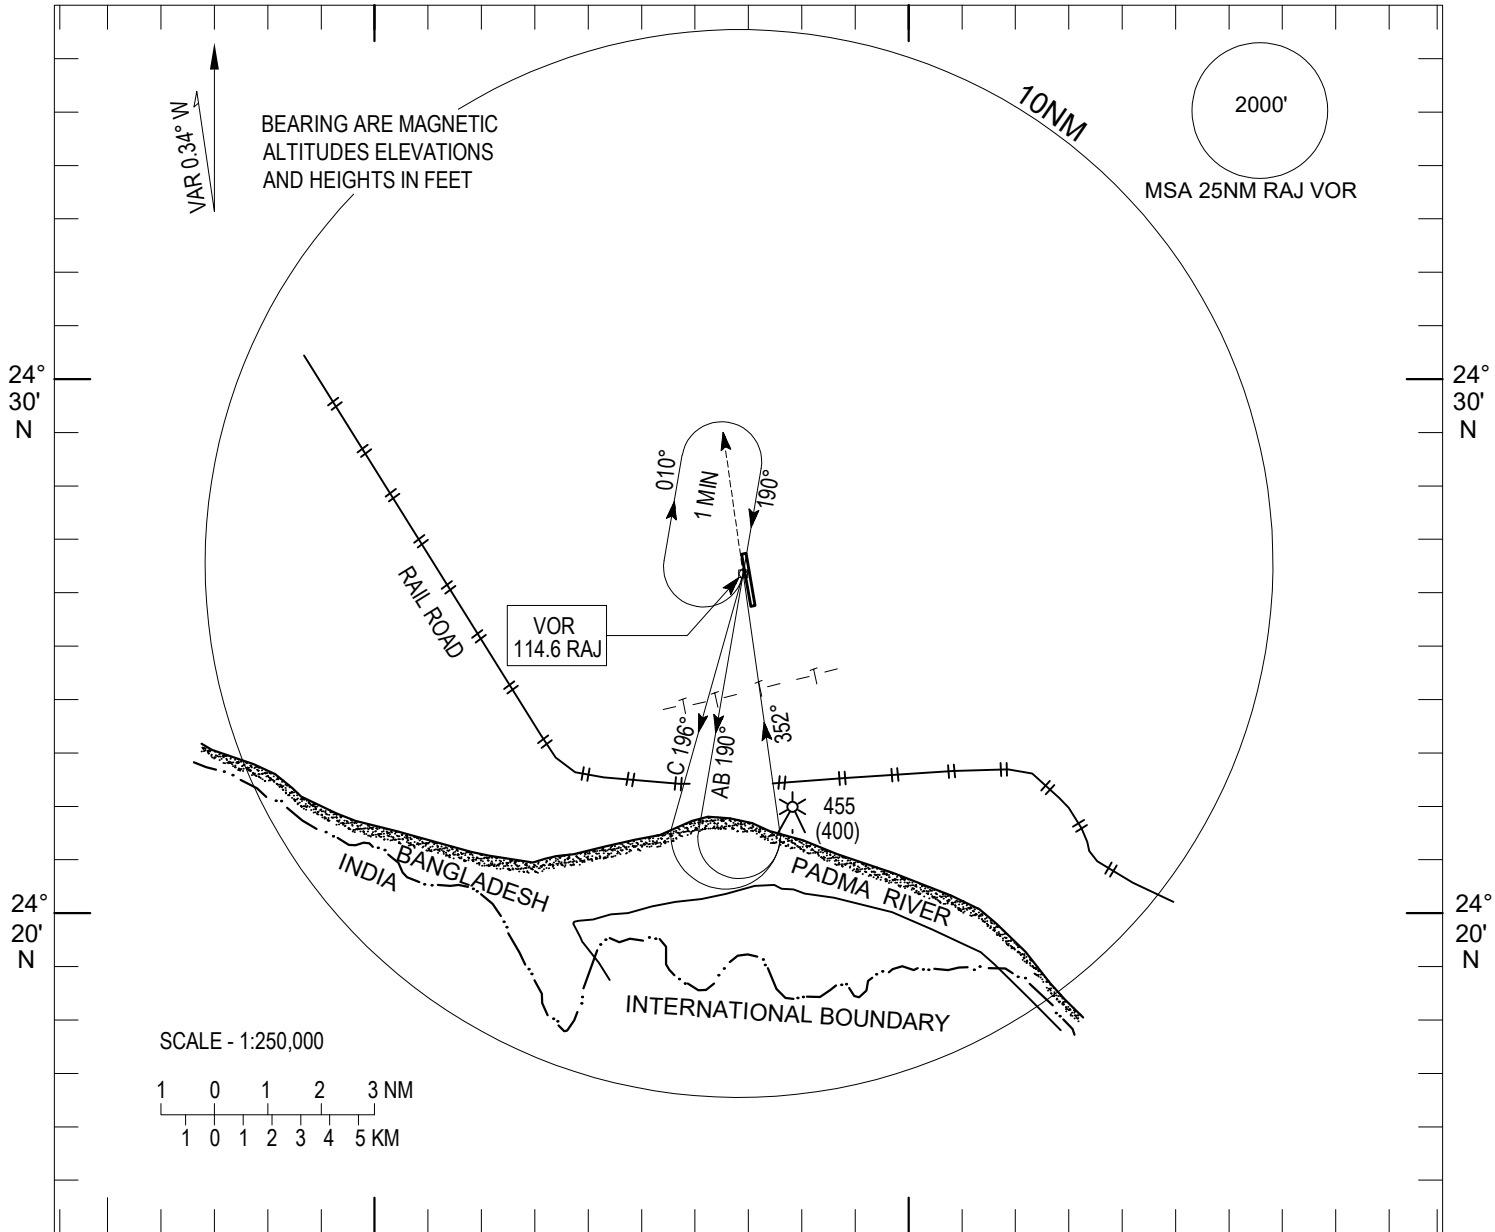 10NM
2000'
MSA 25NM RAJ VOR
VAR 0.34° W
BEARING ARE MAGNETIC
ALTITUDES ELEVATIONS
AND HEIGHTS IN FEET
24°
30'
N
24°
30'
N
010°
1 MIN
190°
RAIL ROAD
VOR
114.6 RAJ
C 196°
AB 190°
352°
455
(400)
BANGLADESH
INDIA
PADMA RIVER
24°
20'
N
24°
20'
N
INTERNATIONAL BOUNDARY
SCALE - 1:250,000
1 0 1 2 3 NM
1 0 1 2 3 4 5 KM